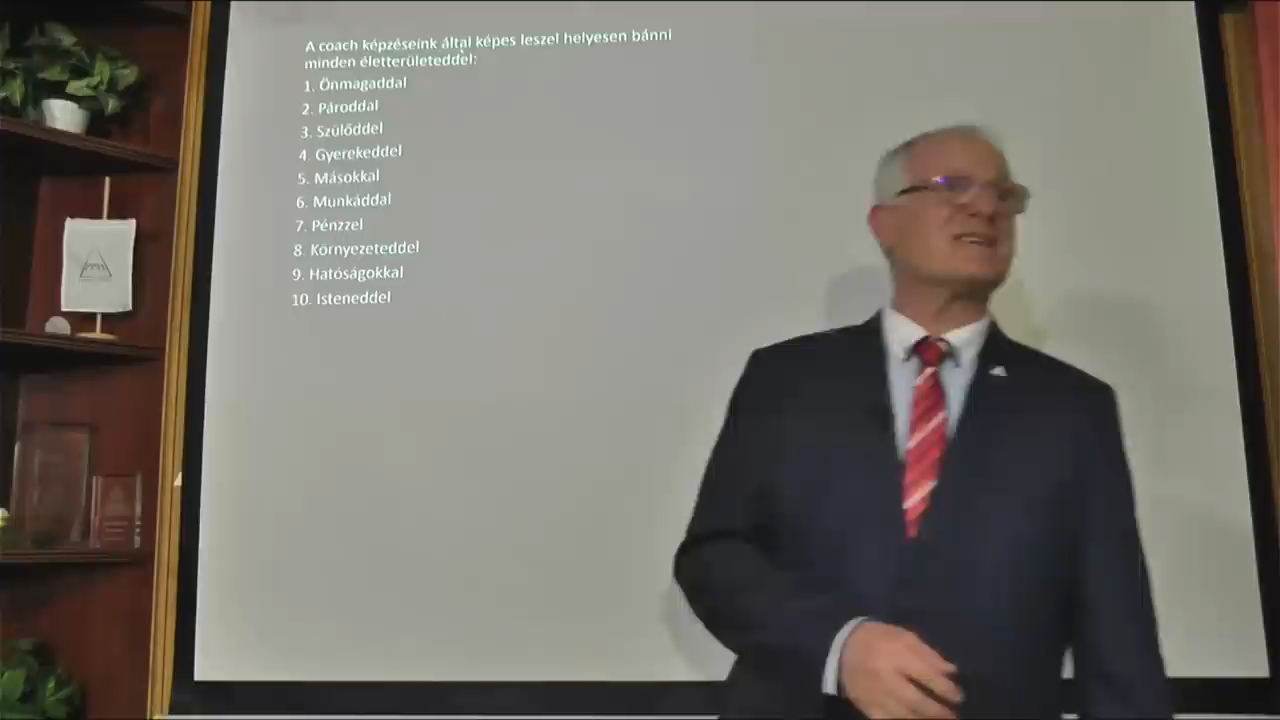 A coach képzéseink által képes leszel helyesen bánni
minden életterületeddel:
1. Önmagaddal
2. Pároddal
3. Szülőddel
4. Gyerekeddel
5. Másokkal
6. Munkáddal
7. Pénzzel
8. Környezeteddel
9. Hatóságokkal
10. Isteneddel